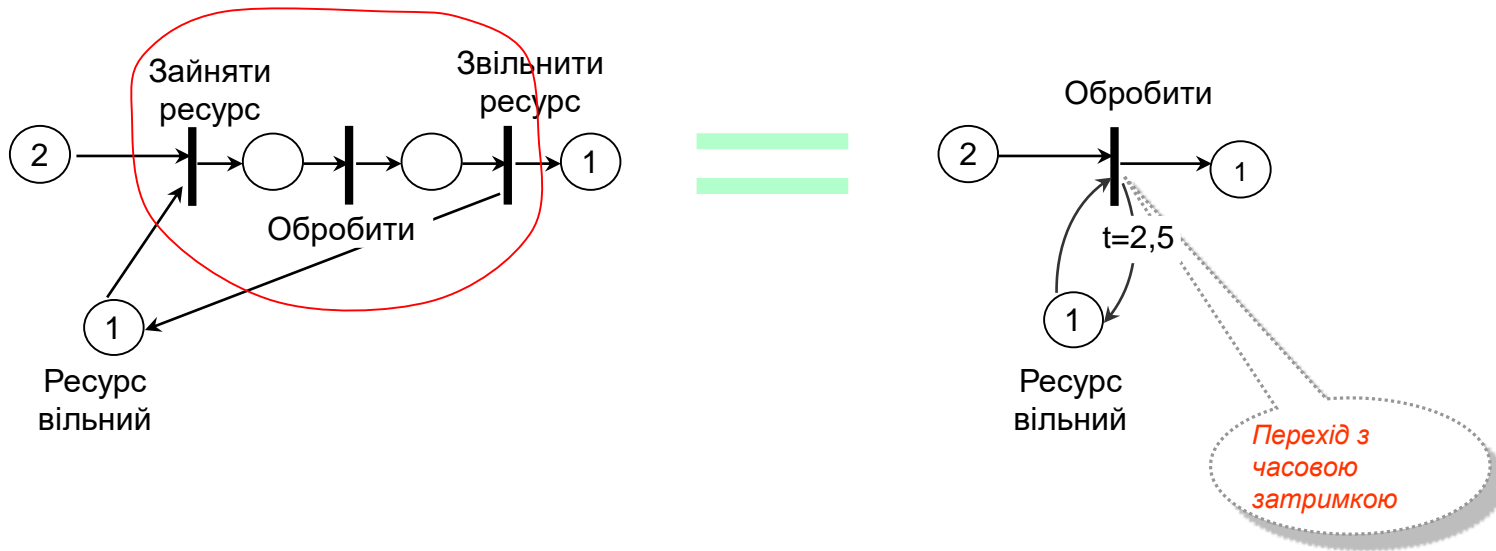 Зайняти
ресурс
Звільнити
ресурс
2
1
Обробити
1
Ресурс
вільний
Обробити
2
1
t=2,5
1
Ресурс
вільний
Перехід з
часовою
затримкою